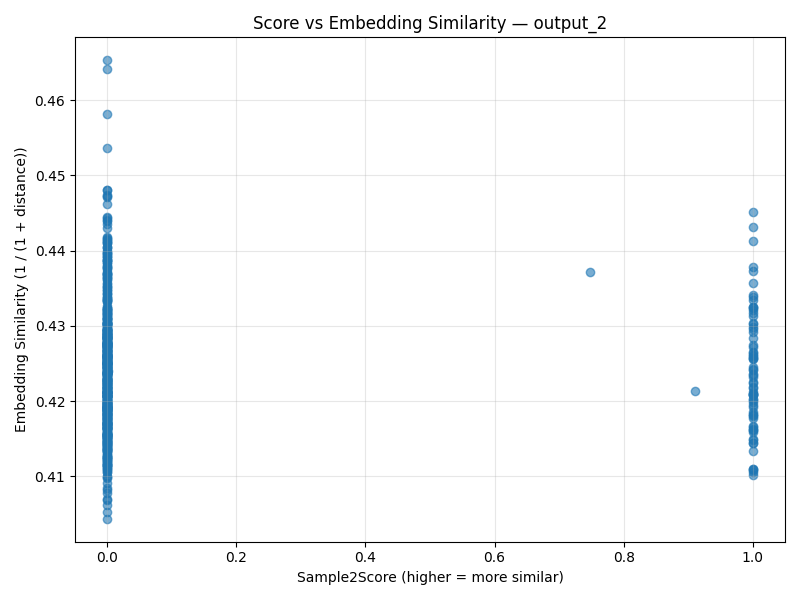 Score vs Embedding Similarity — output_2
Embedding Similarity (1 / (1 + distance))
0.46
0.45
0.44
0.43
0.42
0.41
0.0 0.2 0.4 0.6 0.8 1.0
Sample2Score (higher = more similar)